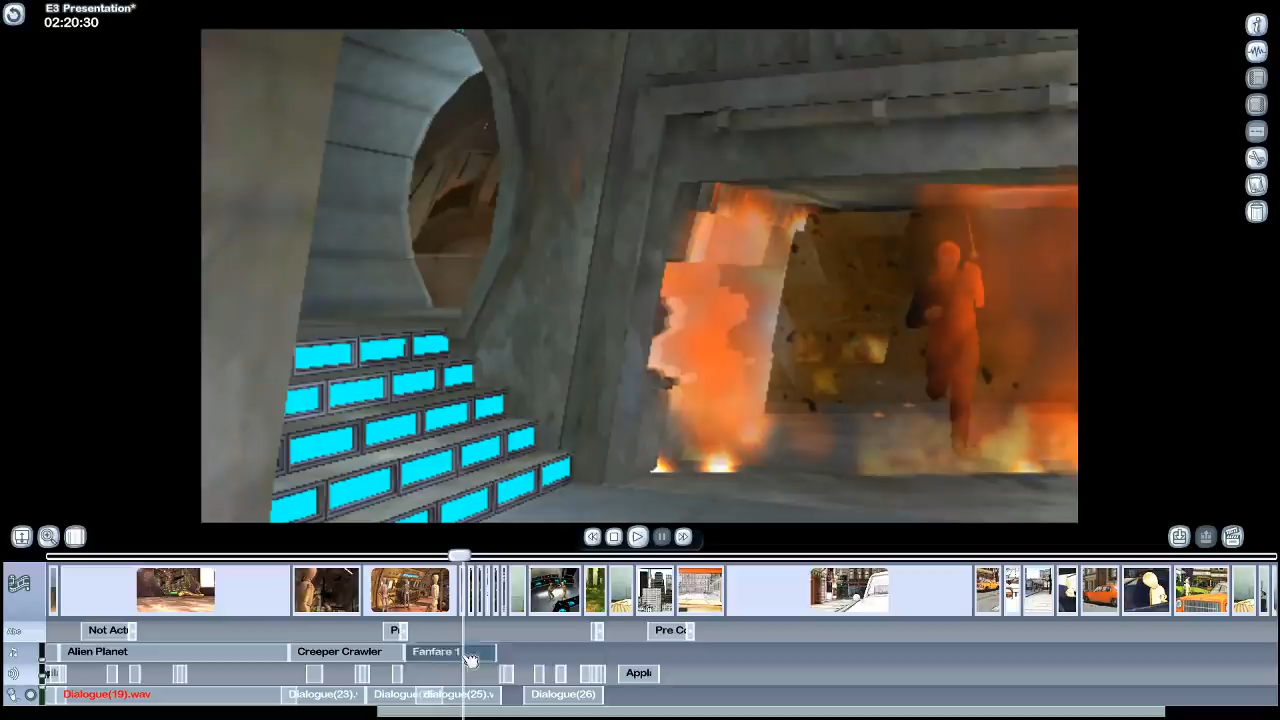 E3 Presentation*
02:20:30
Not Acti
Pr
Pre Co
Abc
Alien Planet
Creeper Crawler
Fanfare 1
Appl
Dialogue(19).wav
Dialogue(23).
Dialogue(25).
Dialogue(26)